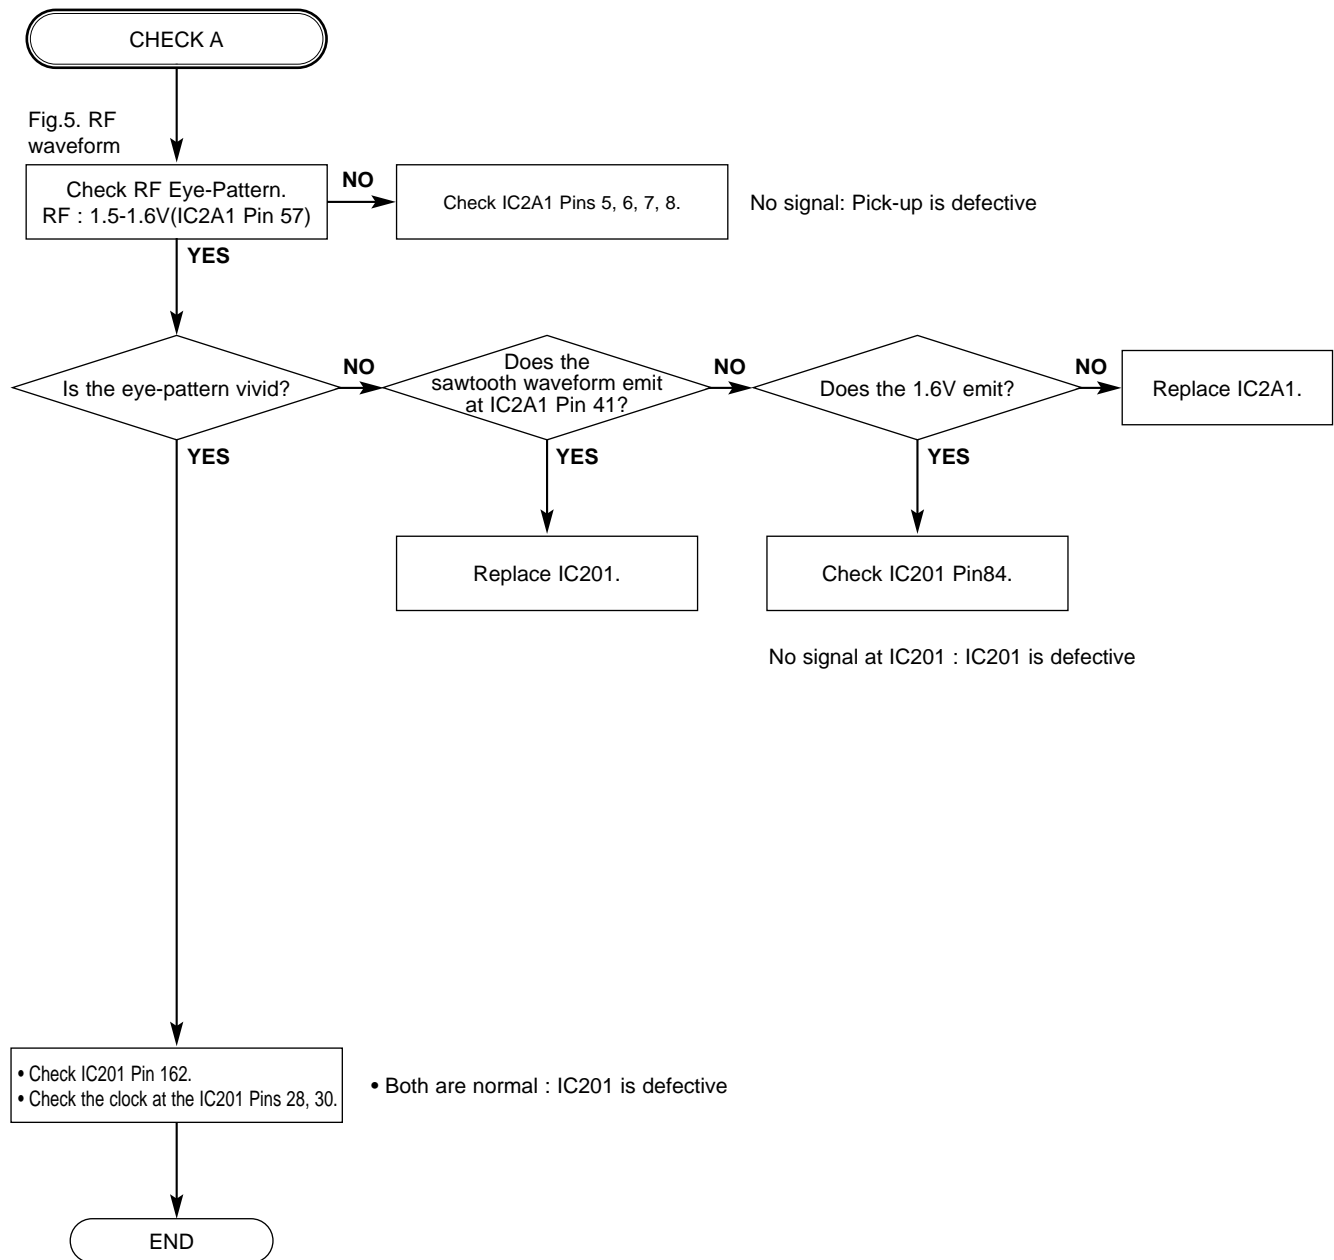 CHECK A
Fig.5. RF
waveform
Check RF Eye-Pattern.
RF : 1.5-1.6V(IC2A1 Pin 57)
NO
Check IC2A1 Pins 5, 6, 7, 8.
No signal: Pick-up is defective
YES
Is the eye-pattern vivid?
NO
Does the
sawtooth waveform emit
at IC2A1 Pin 41?
NO
Does the 1.6V emit?
NO
Replace IC2A1.
YES
YES
YES
Replace IC201.
Check IC201 Pin84.
No signal at IC201 : IC201 is defective
• Check IC201 Pin 162.
• Check the clock at the IC201 Pins 28, 30.
• Both are normal : IC201 is defective
END